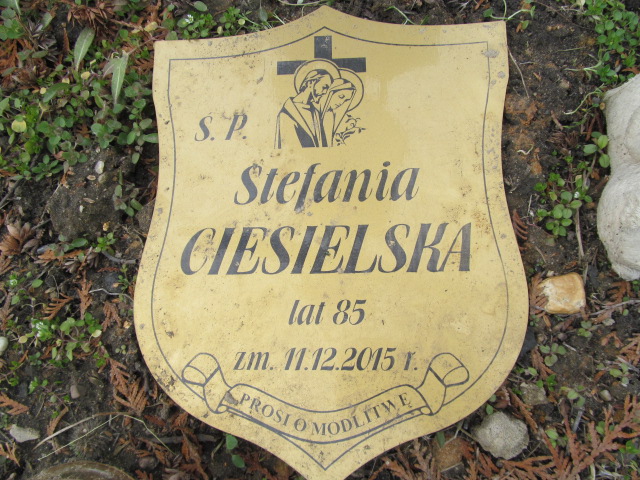 S. P.
Stefania
CIESIELSKA
lat 85
zm. 11.12.2015 r.
PROSI O MODLITWĘ